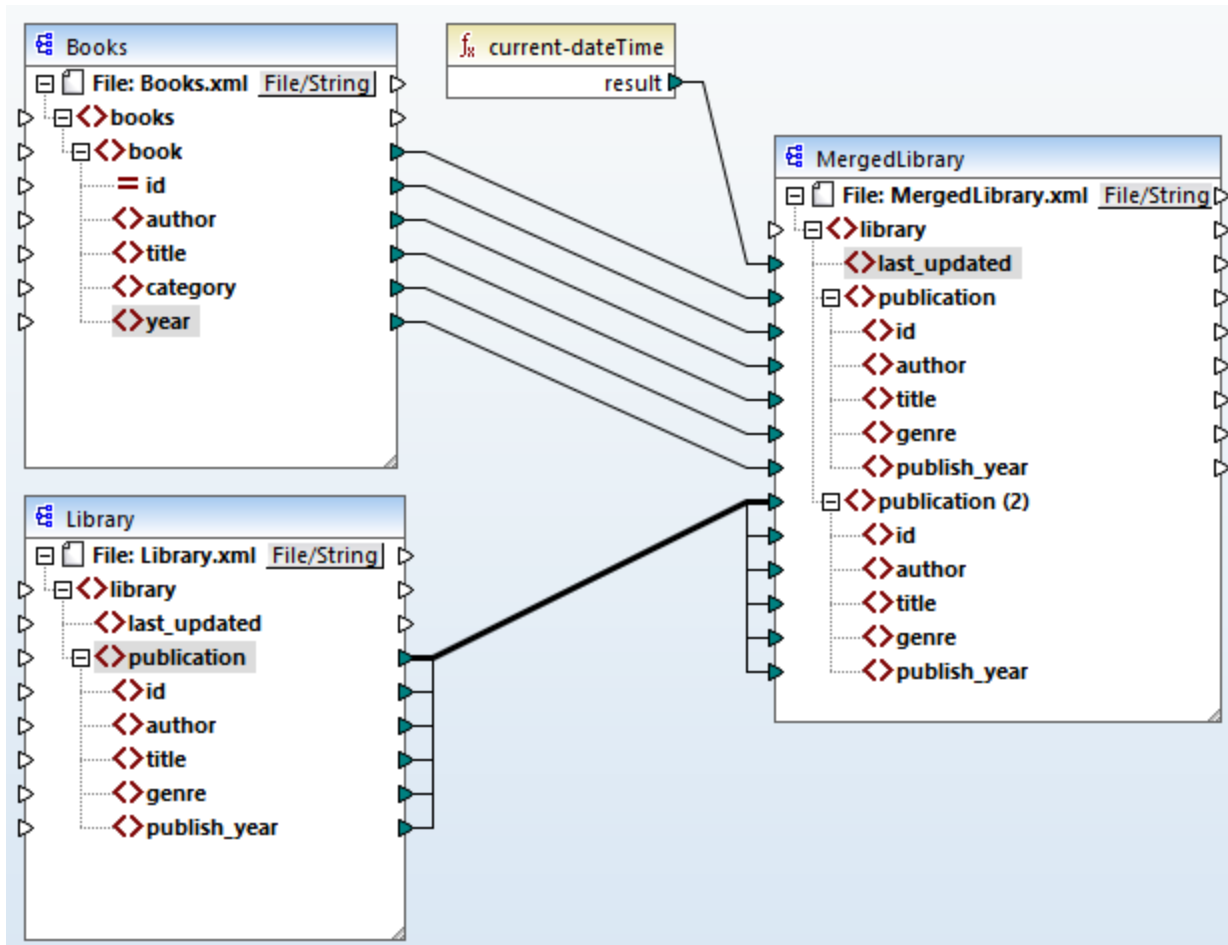 Books
File: Books.xml File/String
books
book
id
author
title
category
year
current-dateTime
result
Library
File: Library.xml File/String
library
last_updated
publication
id
author
title
genre
publish_year
MergedLibrary
File: MergedLibrary.xml File/String
library
last_updated
publication
id
author
title
genre
publish_year
publication (2)
id
author
title
genre
publish_year